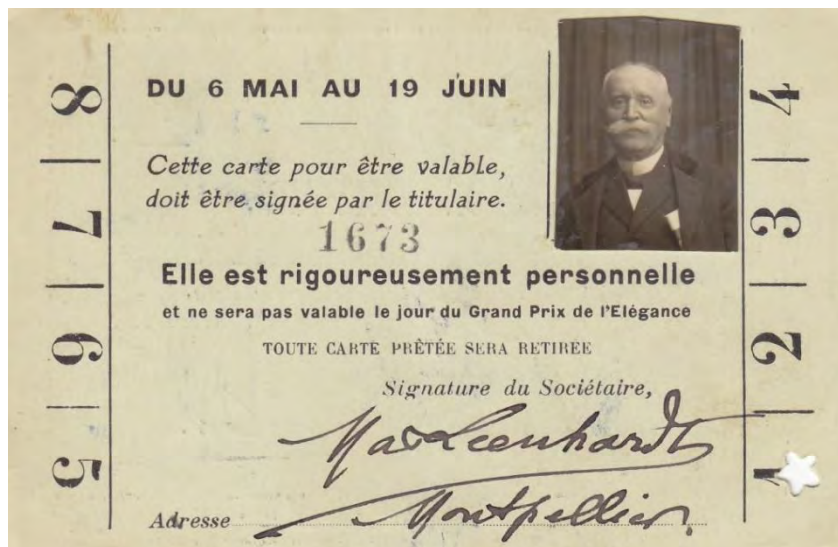 DU 6 MAI AU 19 JUIN
Cette carte pour être valable,
doit être signée par le titulaire.
1673
Elle est rigoureusement personnelle
et ne sera pas valable le jour du Grand Prix de l'Elégance
TOUTE CARTE PRÊTÉE SERA RETIRÉE
Signature du Sociétaire,
Max Leenhardt
Adresse Montpellier.
8
7
6
5
4
3
2
1